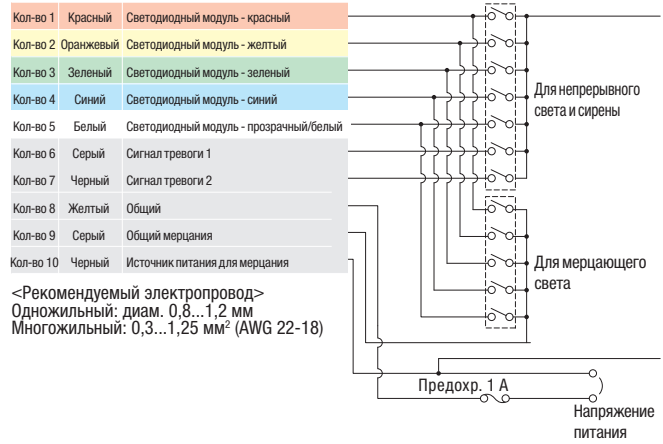 Кол-во 1 Красный Светодиодный модуль - красный
Кол-во 2 Оранжевый Светодиодный модуль - желтый
Кол-во 3 Зеленый Светодиодный модуль - зеленый
Кол-во 4 Синий Светодиодный модуль - синий
Кол-во 5 Белый Светодиодный модуль - прозрачный/белый
Кол-во 6 Серый Сигнал тревоги 1
Кол-во 7 Черный Сигнал тревоги 2
Кол-во 8 Желтый Общий
Кол-во 9 Серый Общий мерцания
Кол-во 10 Черный Источник питания для мерцания
<Рекомендуемый электропровод>
Одножильный: диам. 0,8...1,2 мм
Многожильный: 0,3...1,25 мм² (AWG 22-18)
Для непрерывного
света и сирены
Для мерцающего
света
Предохр. 1 А
Напряжение
питания